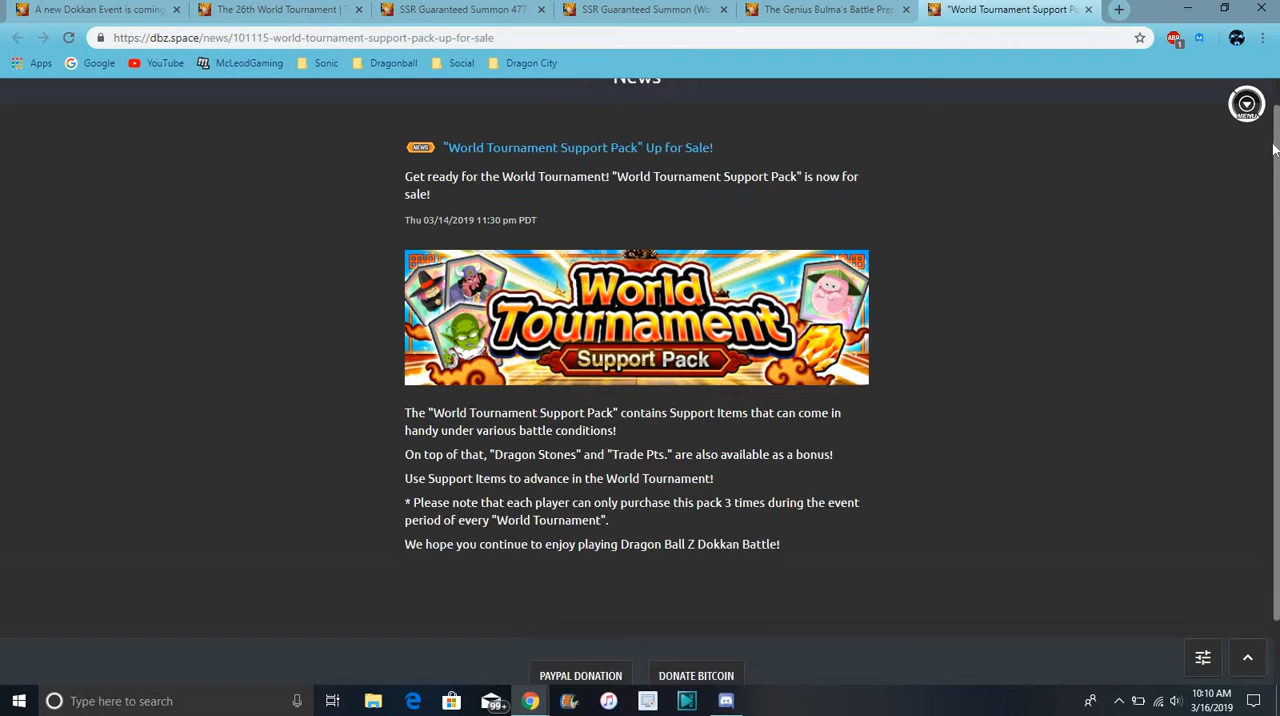 A new Dokkan Event is coming
The 26th World Tournament | T
SSR Guaranteed Summon 477
SSR Guaranteed Summon (Wo
The Genius Bulma's Battle Prep
"World Tournament Support Pa
https://dbz.space/news/101115-world-tournament-support-pack-up-for-sale
ABP
1
Apps
Google
YouTube
McLeodGaming
Sonic
Dragonball
Social
Dragon City
News
MENU
NEWS
"World Tournament Support Pack" Up for Sale!
Get ready for the World Tournament! "World Tournament Support Pack" is now for
sale!
Thu 03/14/2019 11:30 pm PDT
World
Tournament
Support Pack
The "World Tournament Support Pack" contains Support Items that can come in
handy under various battle conditions!
On top of that, "Dragon Stones" and "Trade Pts." are also available as a bonus!
Use Support Items to advance in the World Tournament!
* Please note that each player can only purchase this pack 3 times during the event
period of every "World Tournament".
We hope you continue to enjoy playing Dragon Ball Z Dokkan Battle!
PAYPAL DONATION
DONATE BITCOIN
Type here to search
99+
10:10 AM
3/16/2019